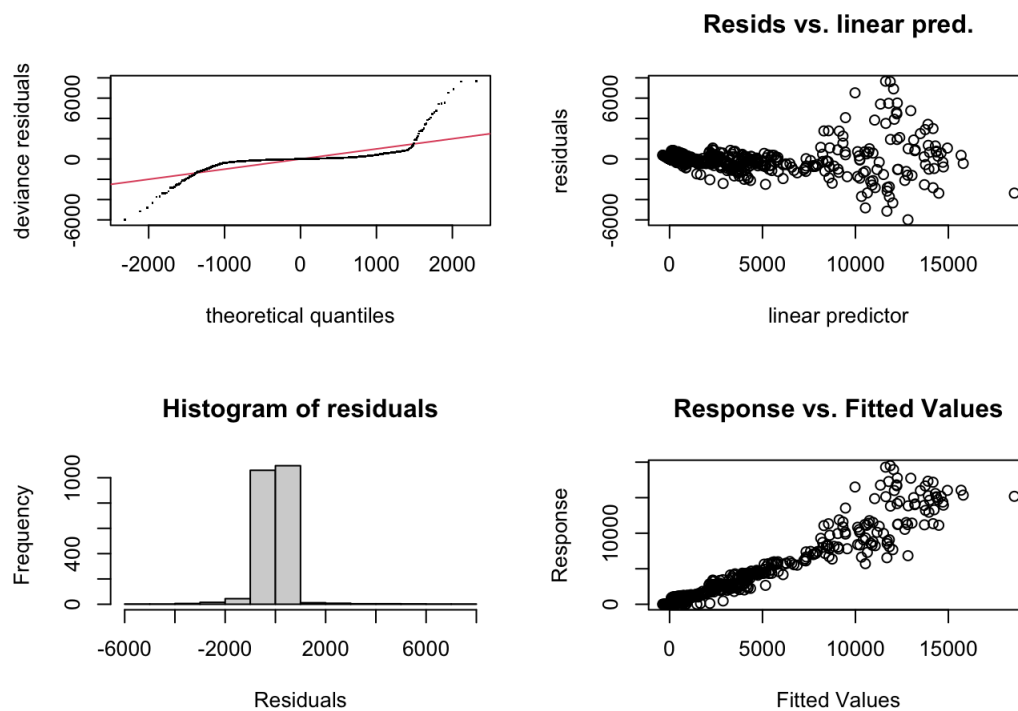 deviance residuals
6000
0
-6000
-2000
-1000
0
1000
2000
theoretical quantiles
Resids vs. linear pred.
residuals
6000
0
-6000
0
5000
10000
15000
linear predictor
Histogram of residuals
Frequency
1000
400
0
-6000
-2000
2000
6000
Residuals
Response vs. Fitted Values
Response
10000
0
0
5000
10000
15000
Fitted Values